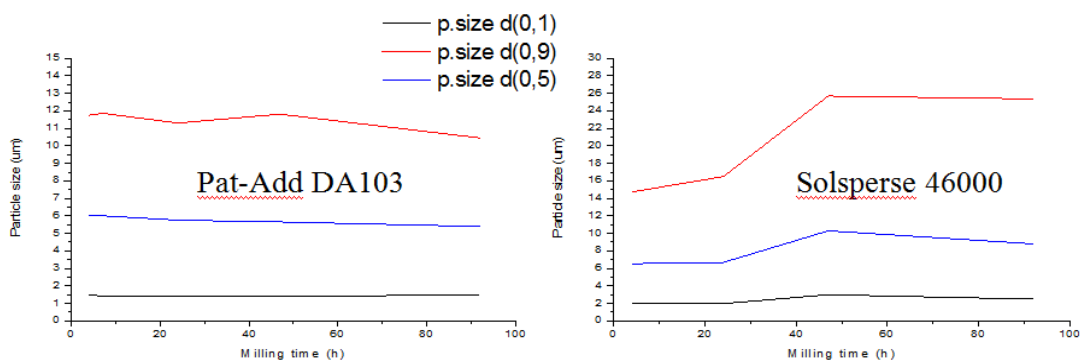 p.size d(0,1)
p.size d(0,9)
p.size d(0,5)
15
14
13
12
11
10
9
8
7
6
5
4
3
2
1
0
Particle size (um)
Pat-Add DA103
0 20 40 60 80 100
Milling time (h)
30
28
26
24
22
20
18
16
14
12
10
8
6
4
2
0
Particle size (um)
Solsperse 46000
0 20 40 60 80 100
Milling time (h)